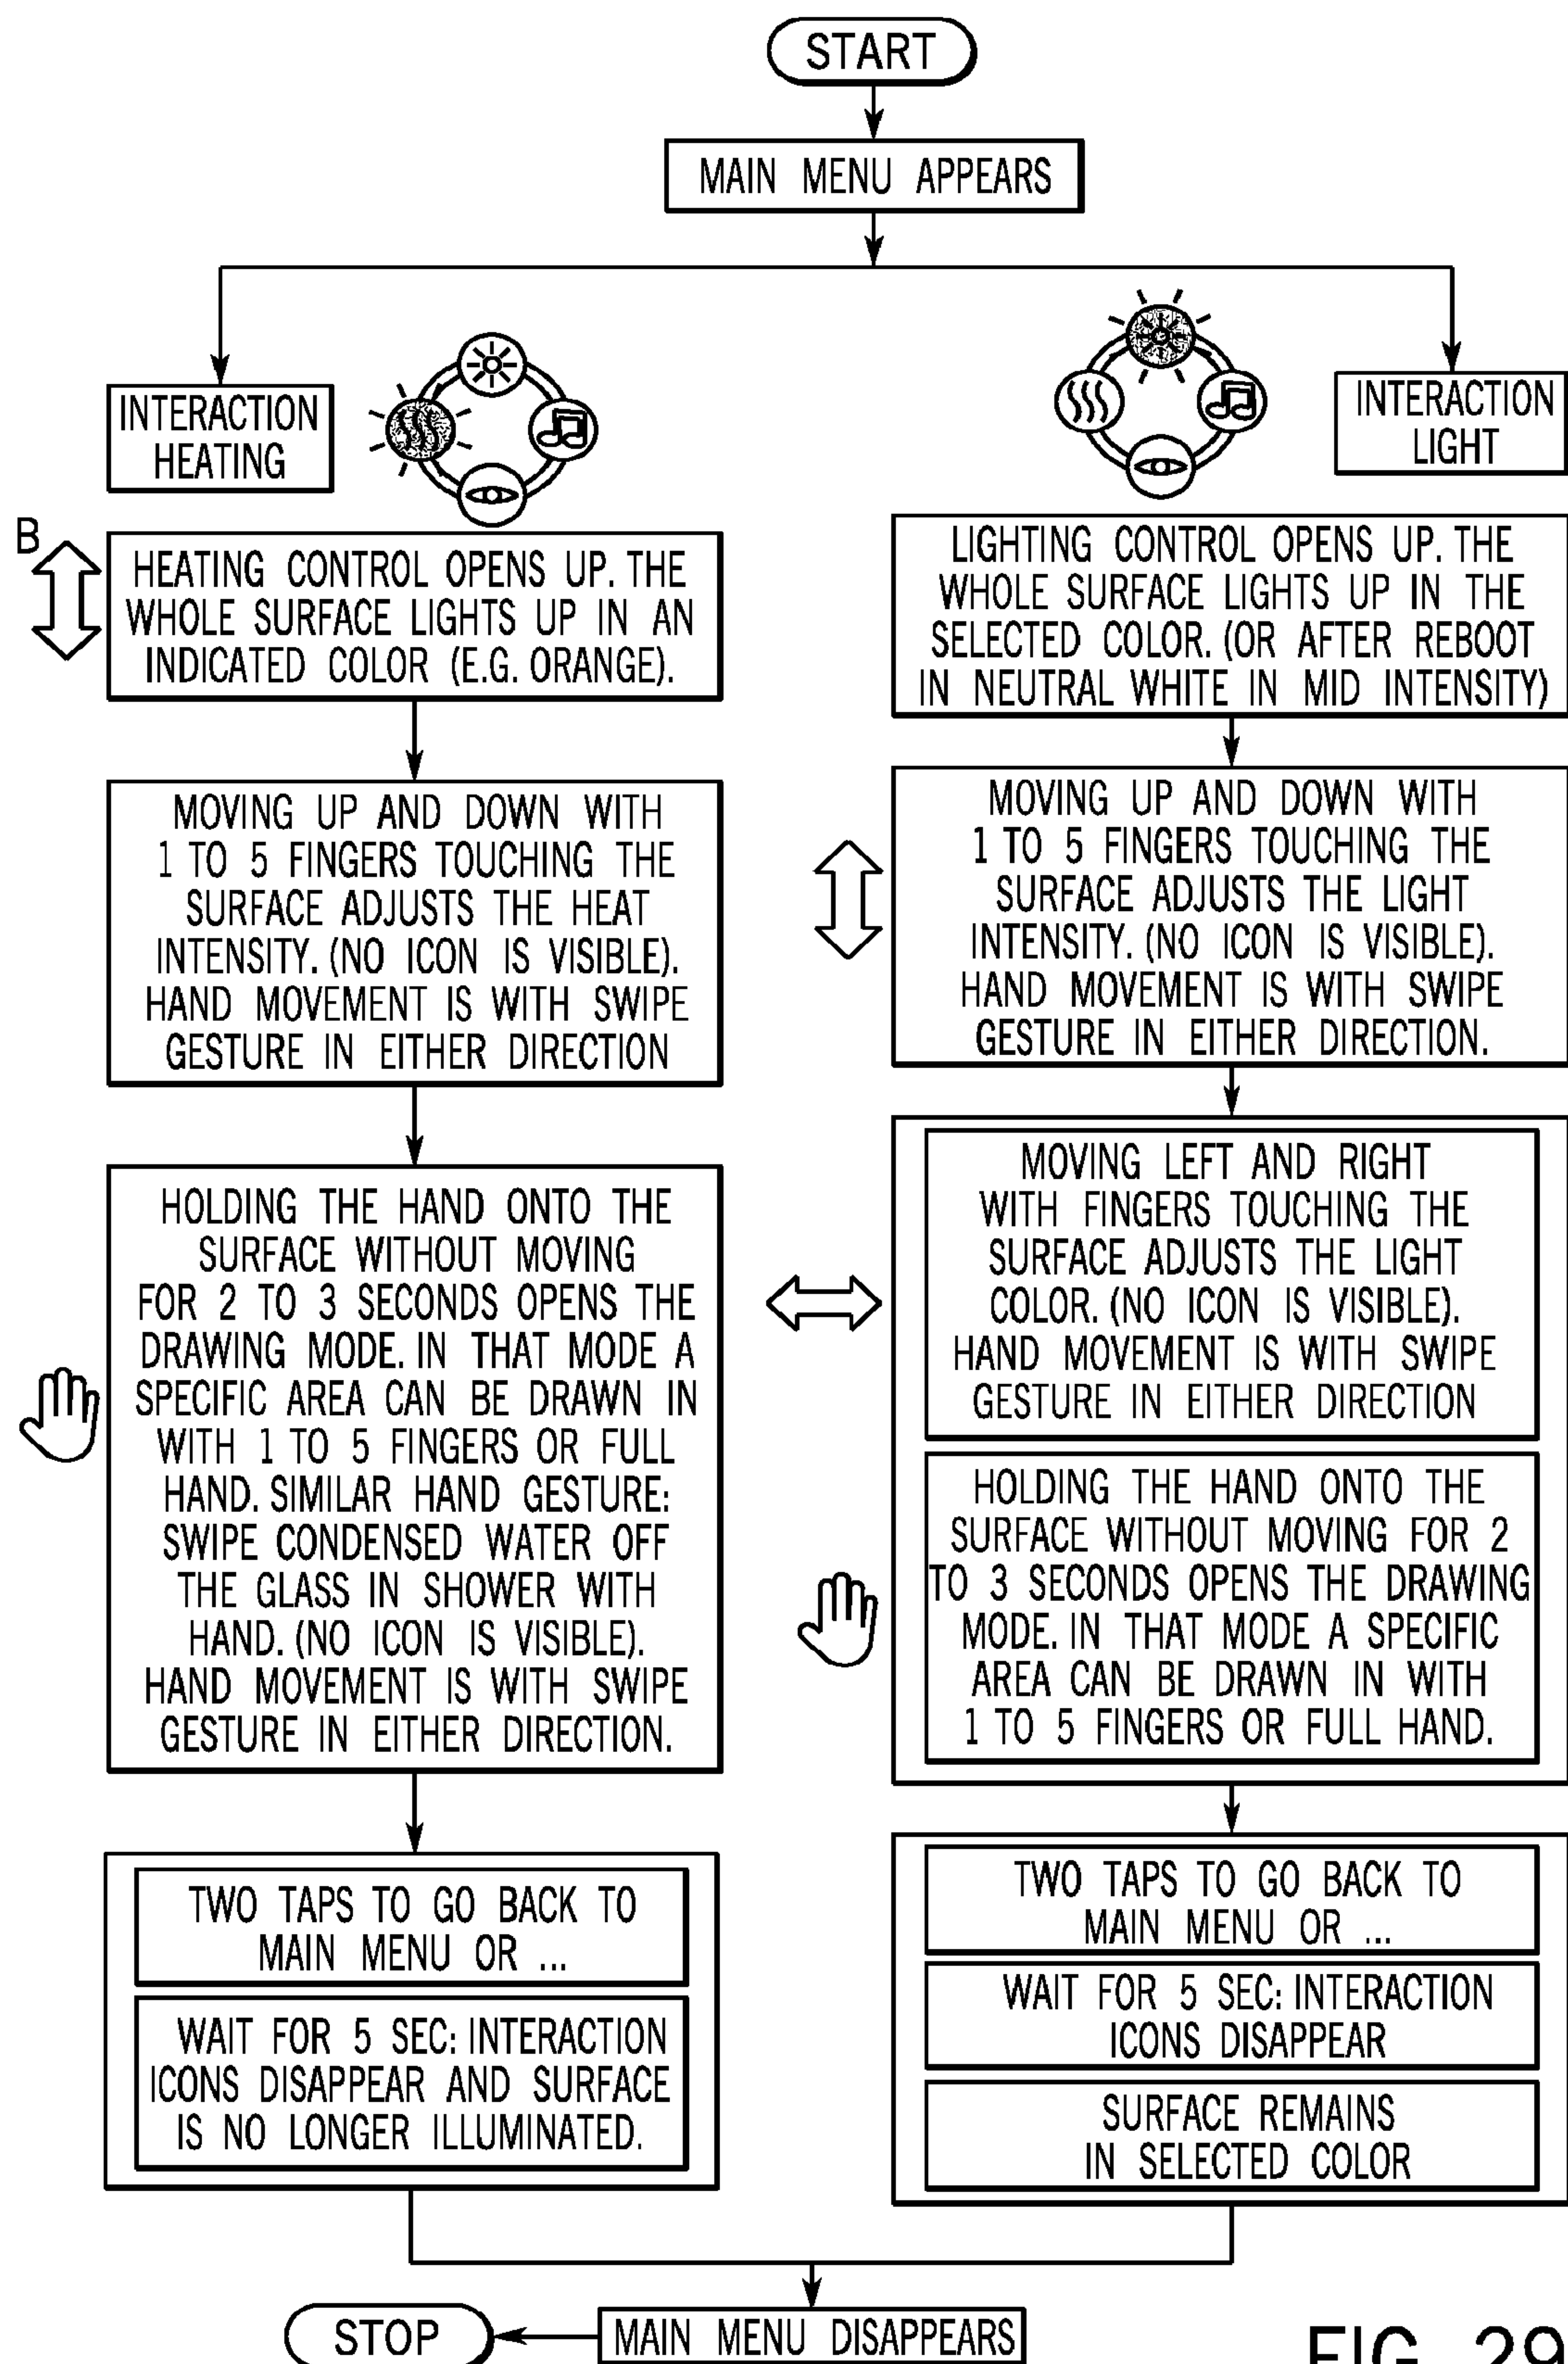 START
MAIN MENU APPEARS
INTERACTION
HEATING
INTERACTION
LIGHT
B
HEATING CONTROL OPENS UP. THE
WHOLE SURFACE LIGHTS UP IN AN
INDICATED COLOR (E.G. ORANGE).
MOVING UP AND DOWN WITH
1 TO 5 FINGERS TOUCHING THE
SURFACE ADJUSTS THE HEAT
INTENSITY. (NO ICON IS VISIBLE).
HAND MOVEMENT IS WITH SWIPE
GESTURE IN EITHER DIRECTION
HOLDING THE HAND ONTO THE
SURFACE WITHOUT MOVING
FOR 2 TO 3 SECONDS OPENS THE
DRAWING MODE. IN THAT MODE A
SPECIFIC AREA CAN BE DRAWN IN
WITH 1 TO 5 FINGERS OR FULL
HAND. SIMILAR HAND GESTURE:
SWIPE CONDENSED WATER OFF
THE GLASS IN SHOWER WITH
HAND. (NO ICON IS VISIBLE).
HAND MOVEMENT IS WITH SWIPE
GESTURE IN EITHER DIRECTION.
TWO TAPS TO GO BACK TO
MAIN MENU OR ...
WAIT FOR 5 SEC: INTERACTION
ICONS DISAPPEAR AND SURFACE
IS NO LONGER ILLUMINATED.
LIGHTING CONTROL OPENS UP. THE
WHOLE SURFACE LIGHTS UP IN THE
SELECTED COLOR. (OR AFTER REBOOT
IN NEUTRAL WHITE IN MID INTENSITY)
MOVING UP AND DOWN WITH
1 TO 5 FINGERS TOUCHING THE
SURFACE ADJUSTS THE LIGHT
INTENSITY. (NO ICON IS VISIBLE).
HAND MOVEMENT IS WITH SWIPE
GESTURE IN EITHER DIRECTION.
MOVING LEFT AND RIGHT
WITH FINGERS TOUCHING THE
SURFACE ADJUSTS THE LIGHT
COLOR. (NO ICON IS VISIBLE).
HAND MOVEMENT IS WITH SWIPE
GESTURE IN EITHER DIRECTION
HOLDING THE HAND ONTO THE
SURFACE WITHOUT MOVING FOR 2
TO 3 SECONDS OPENS THE DRAWING
MODE. IN THAT MODE A SPECIFIC
AREA CAN BE DRAWN IN WITH
1 TO 5 FINGERS OR FULL HAND.
TWO TAPS TO GO BACK TO
MAIN MENU OR ...
WAIT FOR 5 SEC: INTERACTION
ICONS DISAPPEAR
SURFACE REMAINS
IN SELECTED COLOR
STOP
MAIN MENU DISAPPEARS
FIG. 29